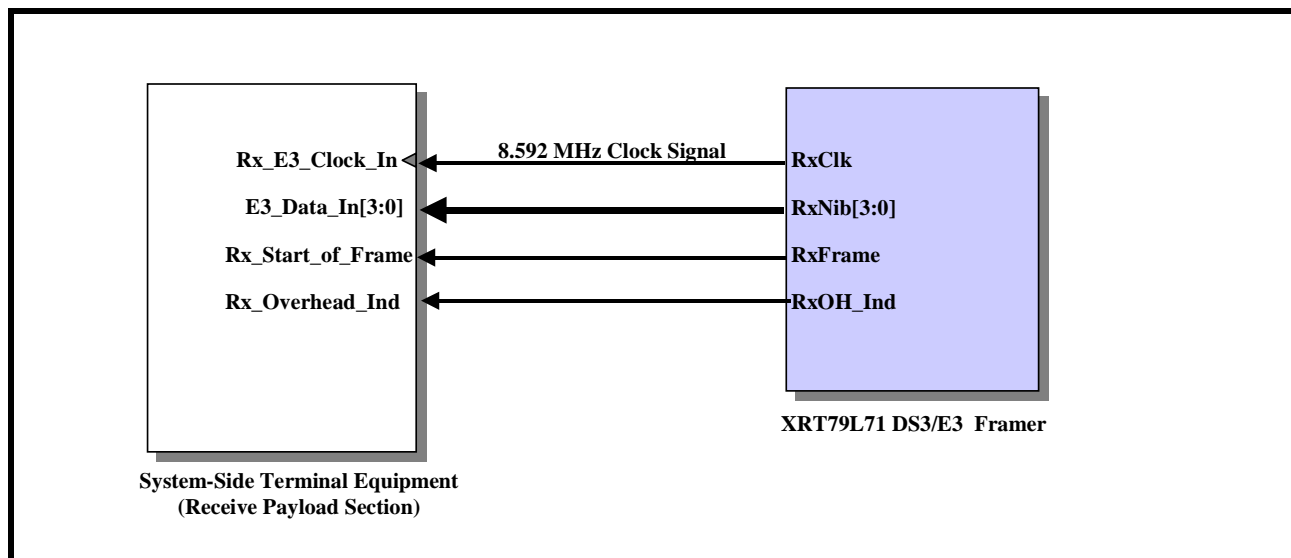 8.592 MHz Clock Signal
Rx_E3_Clock_In
RxClk
E3_Data_In[3:0]
RxNib[3:0]
Rx_Start_of_Frame
RxFrame
Rx_Overhead_Ind
RxOH_Ind
XRT79L71 DS3/E3 Framer
System-Side Terminal Equipment
(Receive Payload Section)